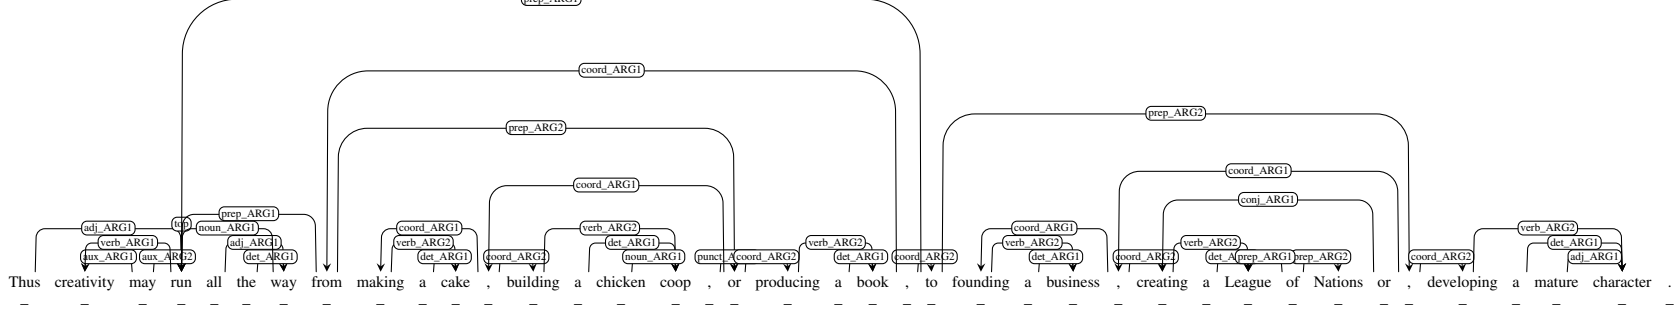 prep_ARG1
coord_ARG1
prep_ARG2
prep_ARG2
coord_ARG1
coord_ARG1
conj_ARG1
prep_ARG1
adj_ARG1 top noun_ARG1 coord_ARG1 verb_ARG2 coord_ARG1 verb_ARG2
verb_ARG1 adj_ARG1 verb_ARG2 det_ARG1 verb_ARG2 verb_ARG2 verb_ARG2 det_ARG1
aux_ARG1 aux_ARG2 det_ARG1 det_ARG1 coord_ARG2 noun_ARG1 punct_A coord_ARG2 det_ARG1 coord_ARG2 det_ARG1 coord_ARG2 det_A prep_ARG1 prep_ARG2 coord_ARG2 adj_ARG1
Thus creativity may run all the way from making a cake , building a chicken coop , or producing a book , to founding a business , creating a League of Nations or , developing a mature character .
_ _ _ _ _ _ _ _ _ _ _ _ _ _ _ _ _ _ _ _ _ _ _ _ _ _ _ _ _ _ _ _ _ _ _ _ _ _ _